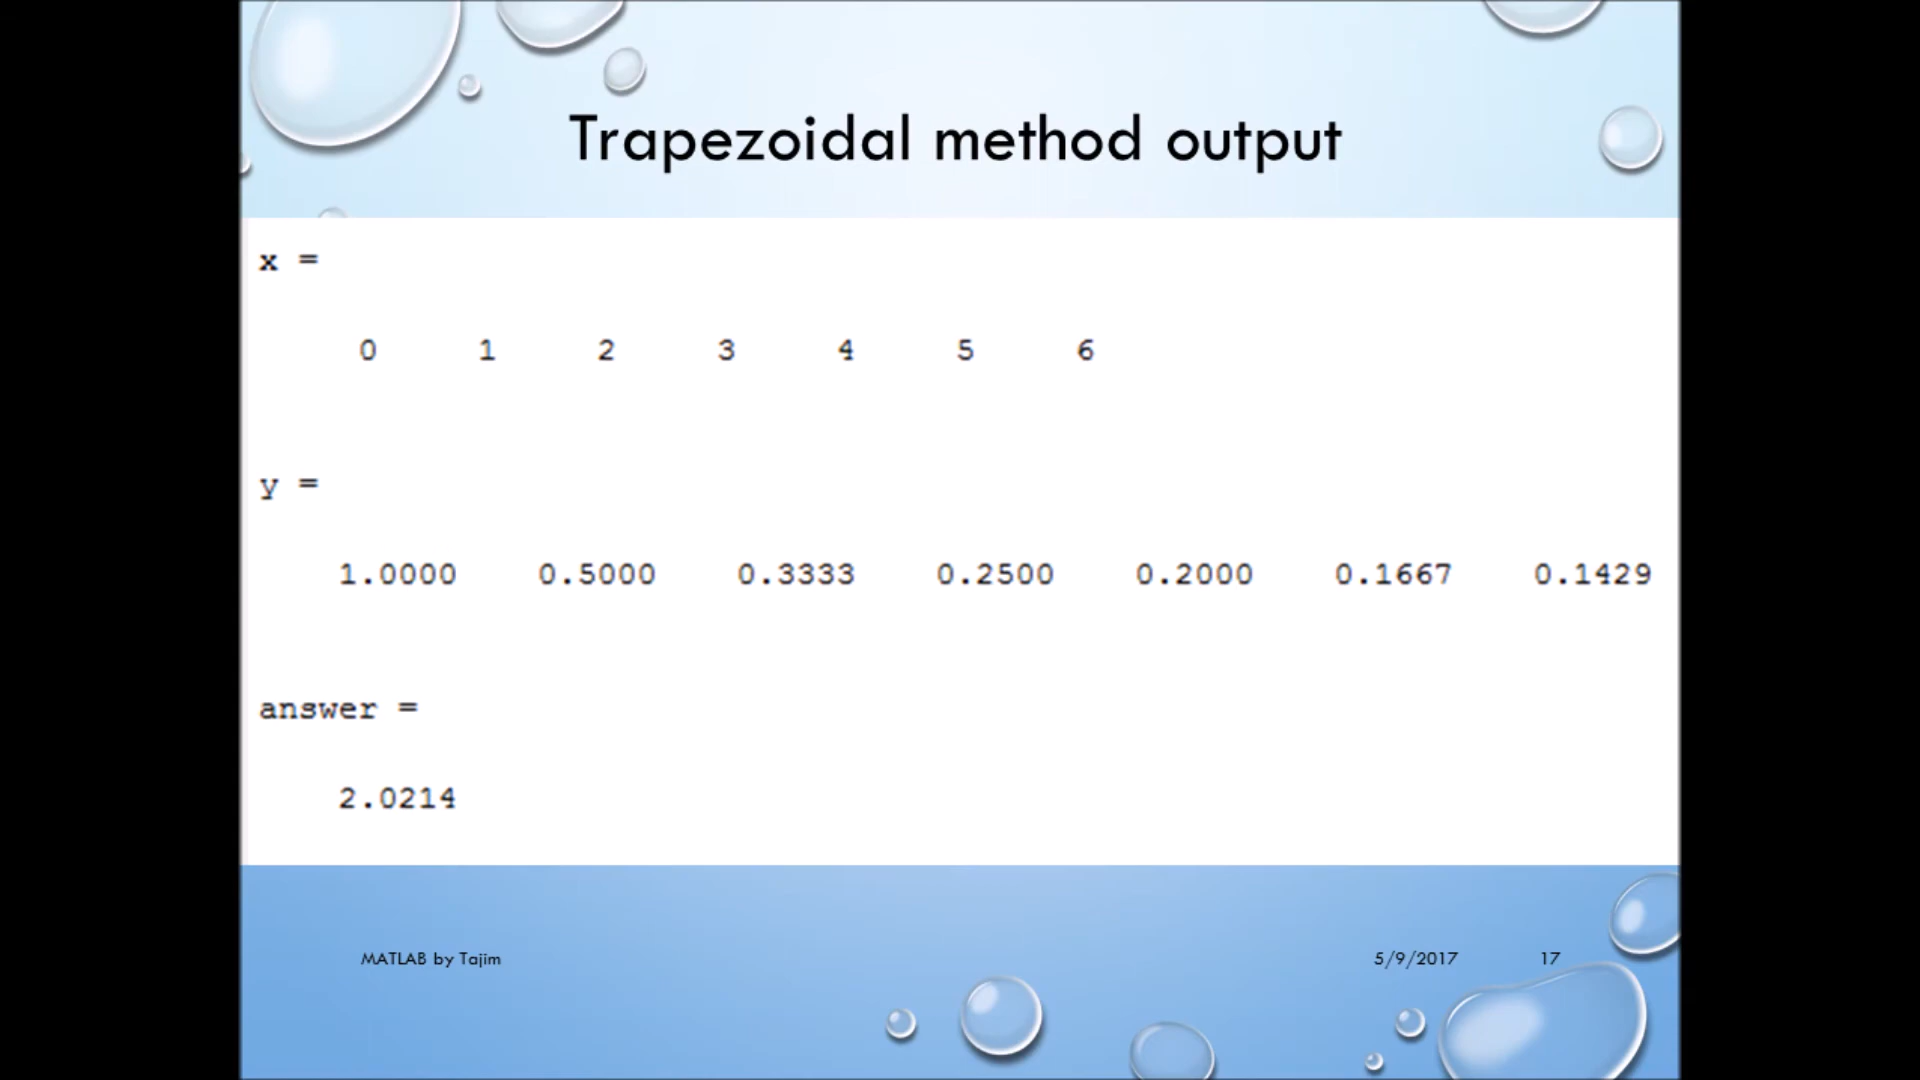 Trapezoidal method output
x =
0 1 2 3 4 5 6
y =
1.0000 0.5000 0.3333 0.2500 0.2000 0.1667 0.1429
answer =
2.0214
MATLAB by Tajim 5/9/2017 17